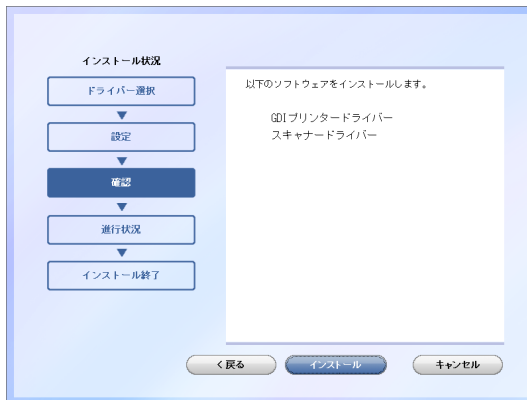 インストール状況
ドライバー選択
設定
確認
進行状況
インストール終了
以下のソフトウェアをインストールします。
GDIプリンタードライバー
スキャナードライバー
< 戻る
インストール
キャンセル